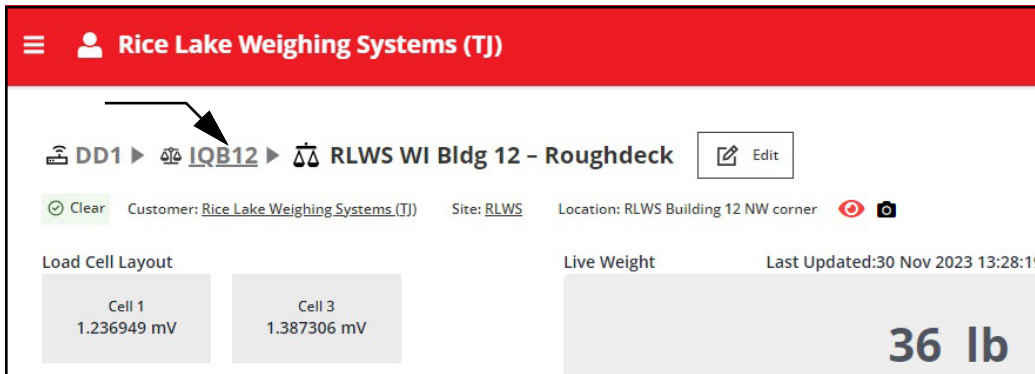 Rice Lake Weighing Systems (TJ)
DD1 IQB12 RLWS WI Bldg 12 – Roughdeck Edit
Clear Customer: Rice Lake Weighing Systems (TJ) Site: RLWS Location: RLWS Building 12 NW corner
Load Cell Layout Live Weight Last Updated:30 Nov 2023 13:28:19
Cell 1 Cell 3
1.236949 mV 1.387306 mV
36 lb